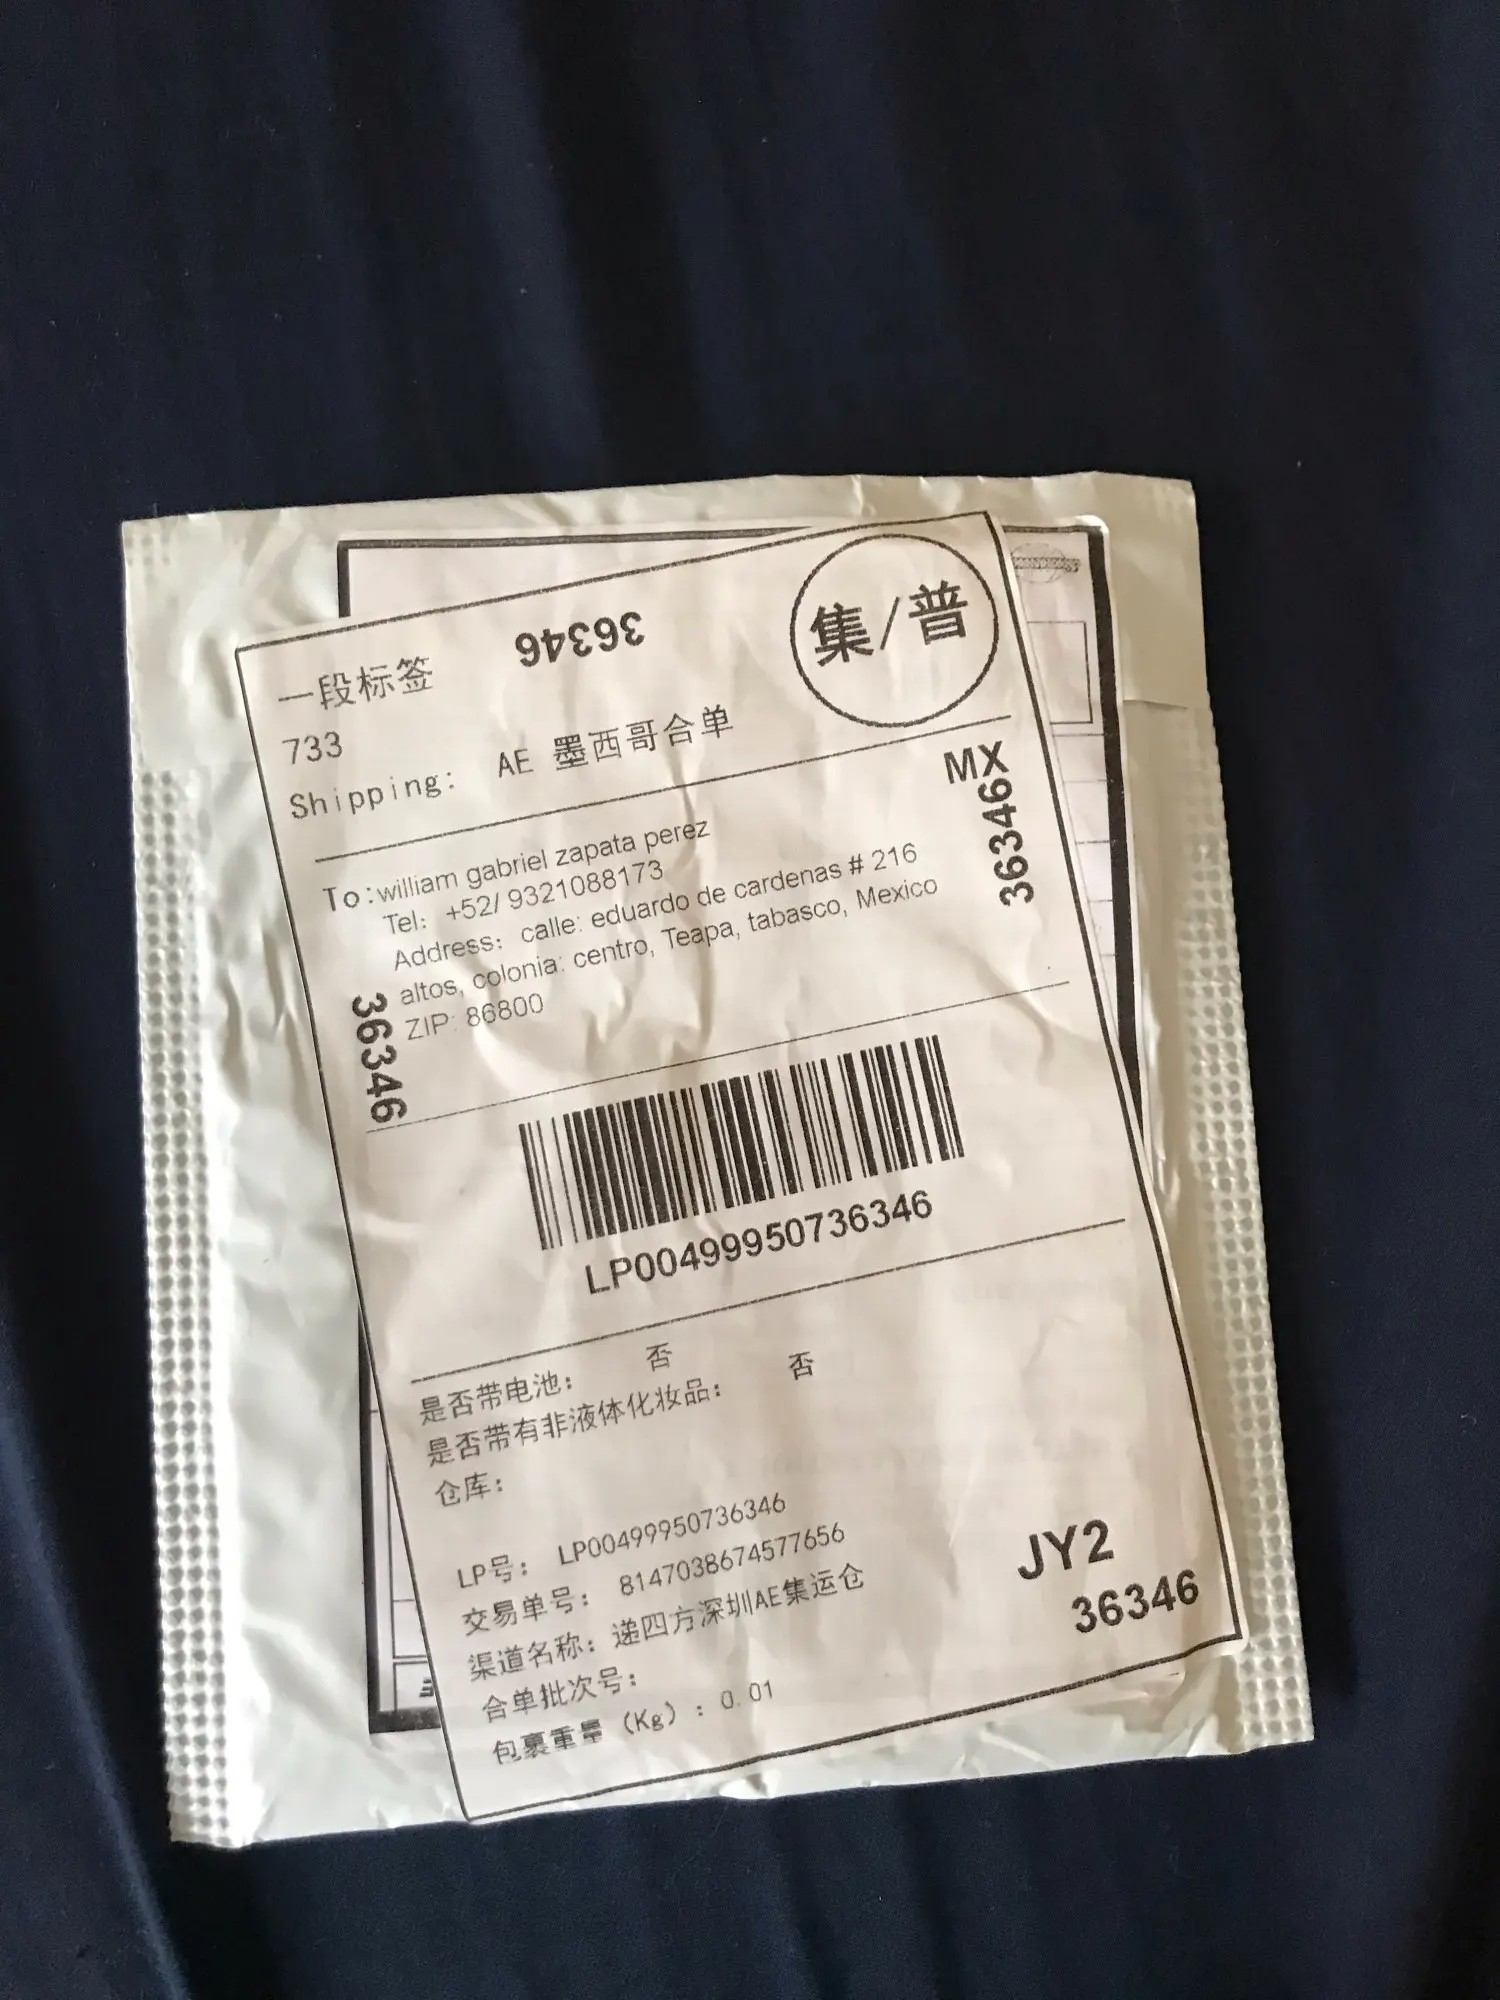 一段标签
36346
集/普
733
Shipping: AE 墨西哥合单
MX
36346
To:william gabriel zapata perez
Tel: +52/ 9321088173
Address: calle: eduardo de cardenas # 216
altos, colonia: centro, Teapa, tabasco, Mexico
ZIP: 86800
36346
LP00499950736346
是否带电池: 否
是否带有非液体化妆品: 否
仓库:
LP号: LP00499950736346
交易单号: 8147038674577656
渠道名称: 递四方深圳AE集运仓
合单批次号:
包裹重量 (Kg) : 0.01
JY2
36346